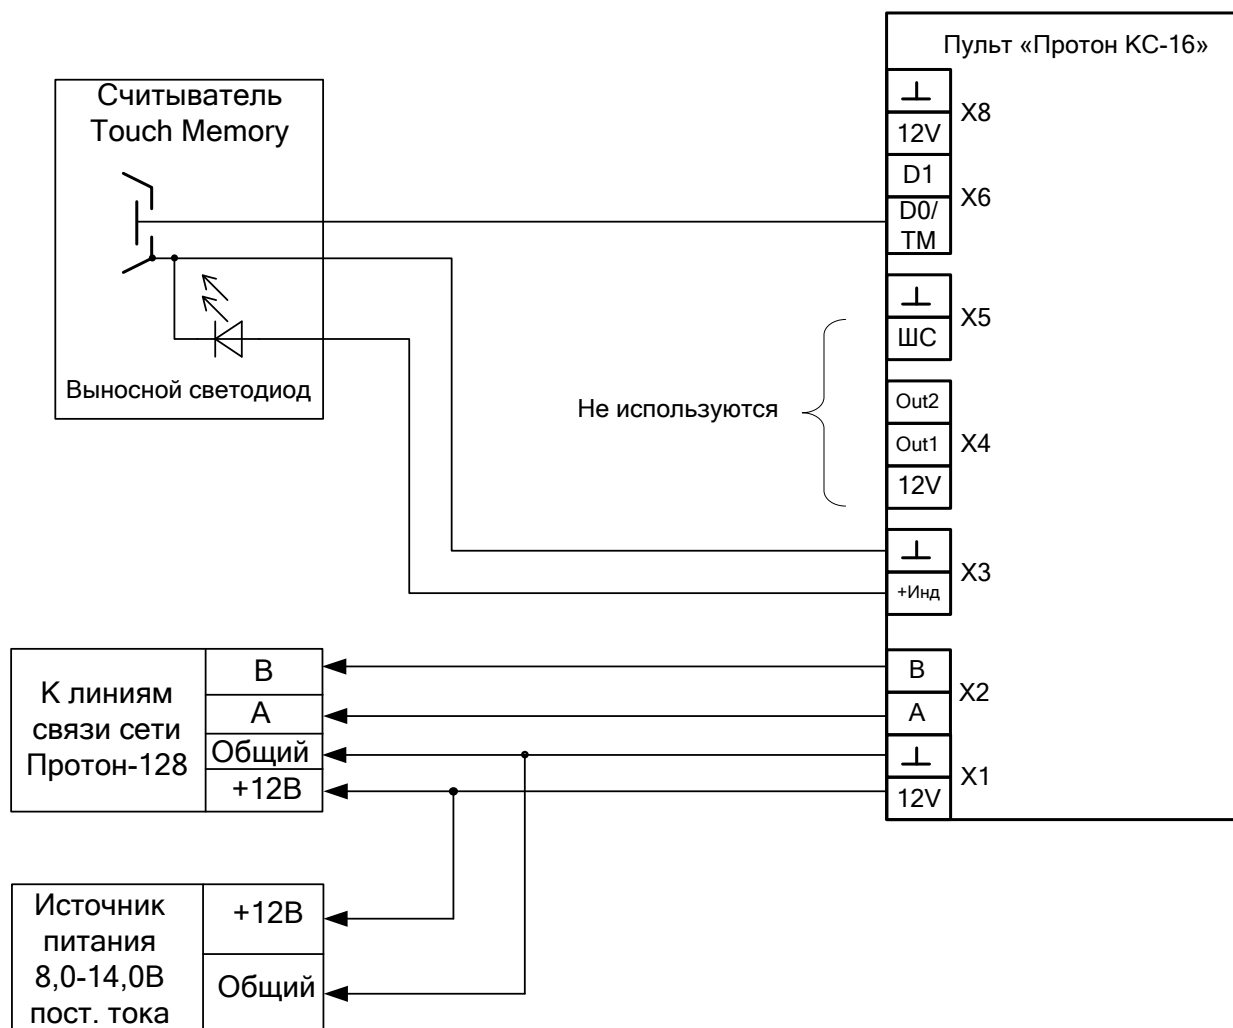 Пульт «Протон КС-16»
Считыватель
Touch Memory
Выносной светодиод
X8
12V
D1
X6
D0/
TM
X5
ШС
Не используются
Out2
Out1
X4
12V
X3
+Инд
B
X2
A
X1
12V
К линиям
связи сети
Протон-128
B
A
Общий
+12В
Источник
питания
8,0-14,0В
пост. тока
+12В
Общий